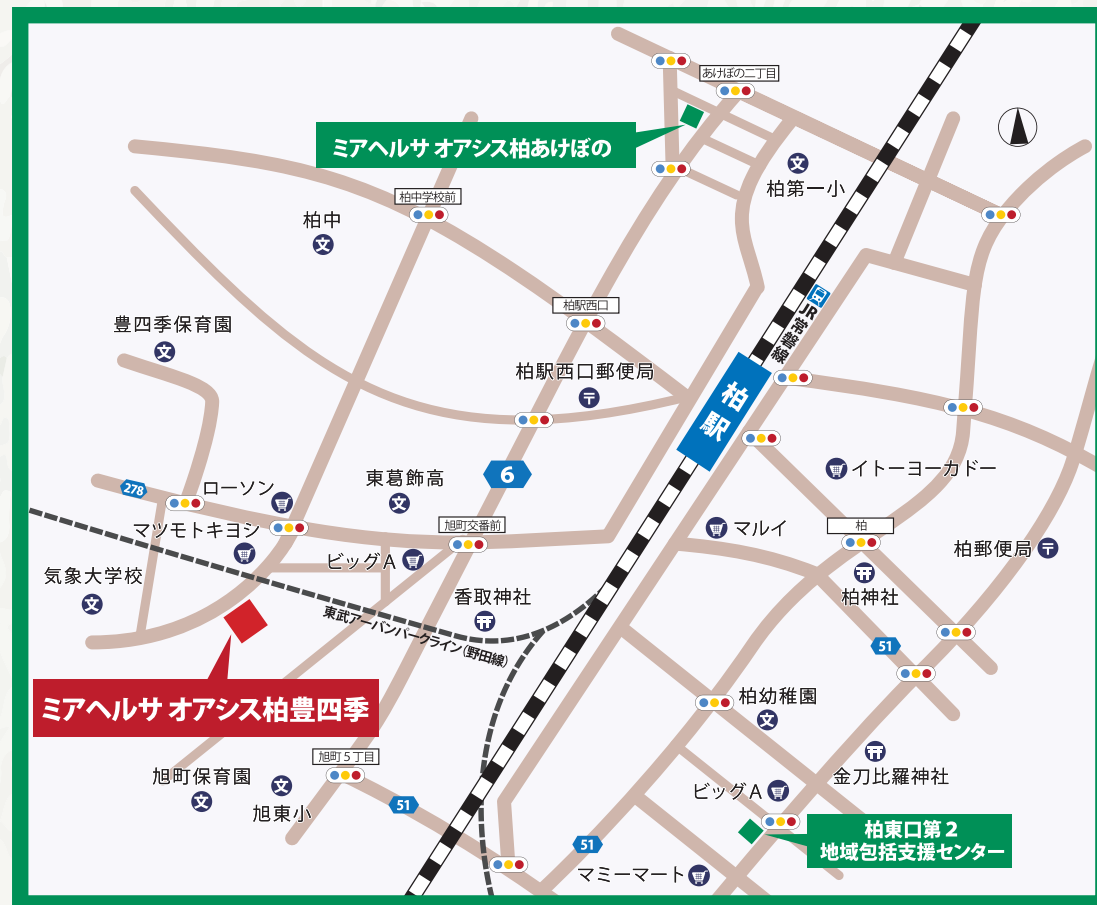 あけぼの二丁目
ミアヘルサ オアシス柏あけぼの
文
柏第一小
柏中学校前
柏中
文
柏駅西口
JR常磐線
豊四季保育園
文
柏駅西口郵便局
〒
柏駅
イトーヨーカドー
6
東葛飾高
文
278
ローソン
マツモトキヨシ
旭町交番前
マルイ
柏
柏郵便局
〒
ビッグA
気象大学校
文
香取神社
柏神社
東武アーバンパークライン(野田線)
51
ミアヘルサ オアシス柏豊四季
柏幼稚園
文
旭町5丁目
金刀比羅神社
旭町保育園
文
文
旭東小
51
ビッグA
柏東口第2
地域包括支援センター
51
マミーマート